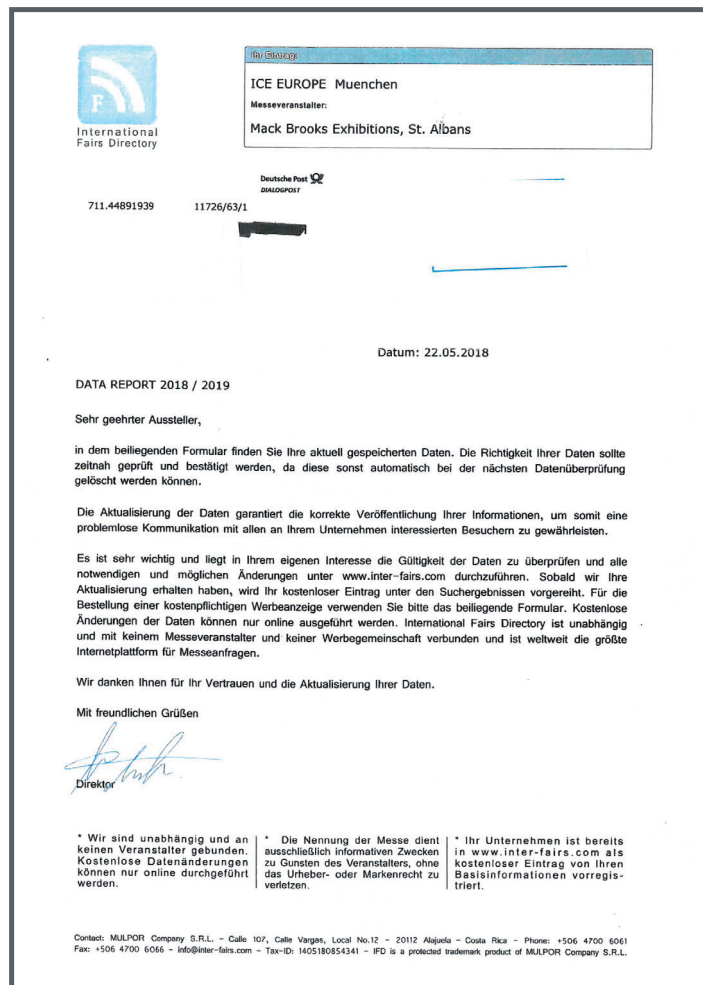 Ihr Eintrag:
ICE EUROPE Muenchen
Messeveranstalter:
Mack Brooks Exhibitions, St. Albans
F
International
Fairs Directory
Deutsche Post
DIALOGPOST
711.44891939 11726/63/1
Datum: 22.05.2018
DATA REPORT 2018 / 2019
Sehr geehrter Aussteller,
in dem beiliegenden Formular finden Sie Ihre aktuell gespeicherten Daten. Die Richtigkeit Ihrer Daten sollte
zeitnah geprüft und bestätigt werden, da diese sonst automatisch bei der nächsten Datenüberprüfung
gelöscht werden können.
Die Aktualisierung der Daten garantiert die korrekte Veröffentlichung Ihrer Informationen, um somit eine
problemlose Kommunikation mit allen an Ihrem Unternehmen interessierten Besuchern zu gewährleisten.
Es ist sehr wichtig und liegt in Ihrem eigenen Interesse die Gültigkeit der Daten zu überprüfen und alle
notwendigen und möglichen Änderungen unter www.inter-fairs.com durchzuführen. Sobald wir Ihre
Aktualisierung erhalten haben, wird Ihr kostenloser Eintrag unter den Suchergebnissen vorgereiht. Für die
Bestellung einer kostenpflichtigen Werbeanzeige verwenden Sie bitte das beiliegende Formular. Kostenlose
Änderungen der Daten können nur online ausgeführt werden. International Fairs Directory ist unabhängig
und mit keinem Messeveranstalter und keiner Werbegemeinschaft verbunden und ist weltweit die größte
Internetplattform für Messeanfragen.
Wir danken Ihnen für Ihr Vertrauen und die Aktualisierung Ihrer Daten.
Mit freundlichen Grüßen
Direktor
* Wir sind unabhängig und an
keinen Veranstalter gebunden.
Kostenlose Datenänderungen
können nur online durchgeführt
werden.
* Die Nennung der Messe dient
ausschließlich informativen Zwecken
zu Gunsten des Veranstalters, ohne
das Urheber- oder Markenrecht zu
verletzen.
* Ihr Unternehmen ist bereits
in www.inter-fairs.com als
kostenloser Eintrag von Ihren
Basisinformationen vorregis-
triert.
Contact: MULPOR Company S.R.L. - Calle 107, Calle Vargas, Local No.12 - 20112 Alajuela - Costa Rica - Phone: +506 4700 6061
Fax: +506 4700 6066 - info@inter-fairs.com - Tax-ID: 1405180854341 - IFD is a protected trademark product of MULPOR Company S.R.L.